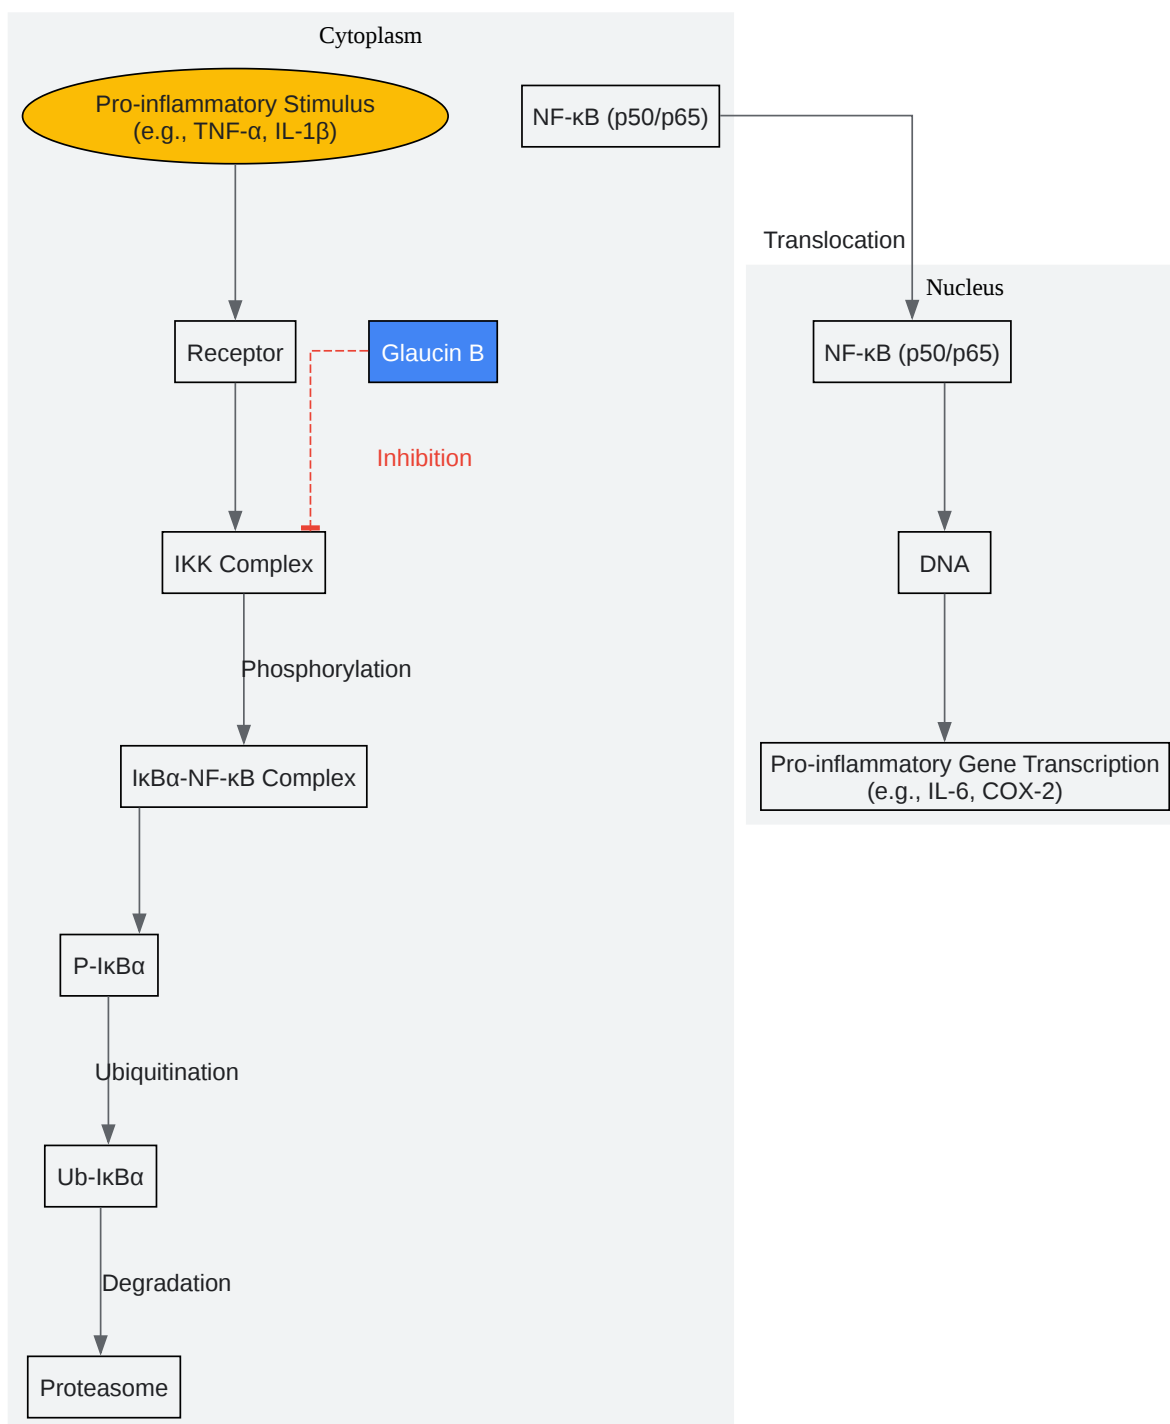 Cytoplasm
Pro-inflammatory Stimulus
(e.g., TNF-α, IL-1β)
NF-κB (p50/p65)
Translocation
Nucleus
Receptor
Glaucin B
NF-κB (p50/p65)
Inhibition
IKK Complex
DNA
Phosphorylation
IκBα-NF-κB Complex
Pro-inflammatory Gene Transcription
(e.g., IL-6, COX-2)
P-IκBα
Ubiquitination
Ub-IκBα
Degradation
Proteasome